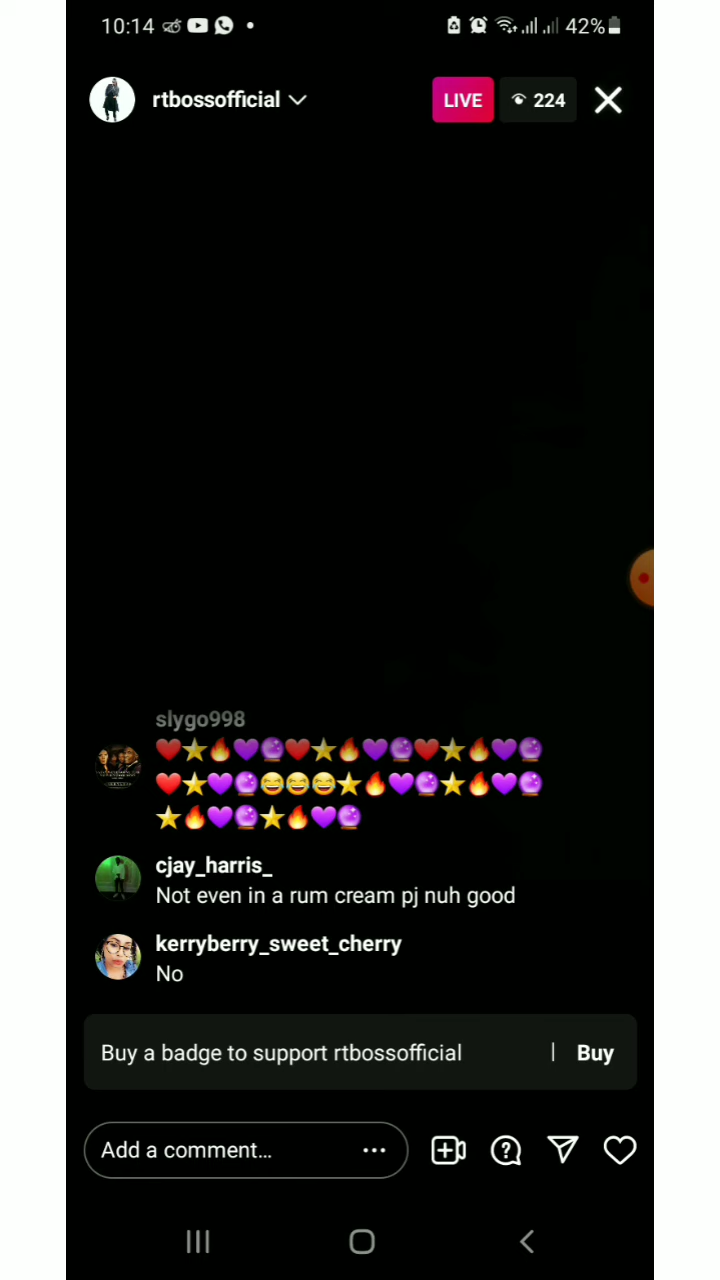 10:14 42%
rtbossofficial LIVE 224
slygo998
❤️⭐🔥💜🔮❤️⭐🔥💜🔮❤️⭐🔥💜🔮
❤️⭐💜🔮😂😂😂⭐🔥💜🔮⭐🔥💜🔮
⭐🔥💜🔮⭐🔥💜🔮
cjay_harris_
Not even in a rum cream pj nuh good
kerryberry_sweet_cherry
No
Buy a badge to support rtbossofficial | Buy
Add a comment...